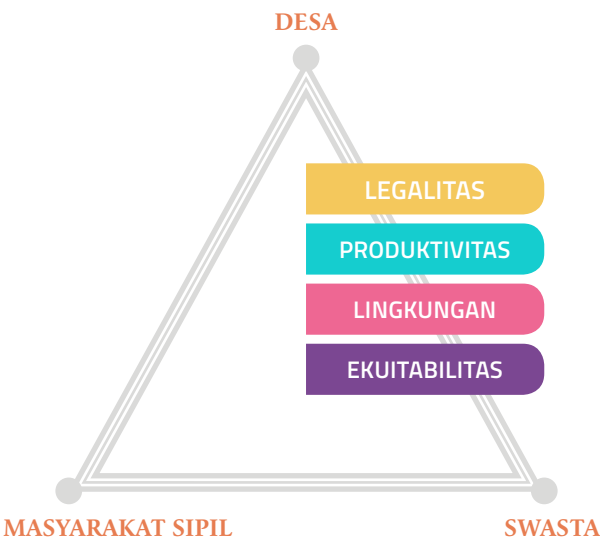 DESA
LEGALITAS
PRODUKTIVITAS
LINGKUNGAN
EKUITABILITAS
MASYARAKAT SIPIL
SWASTA